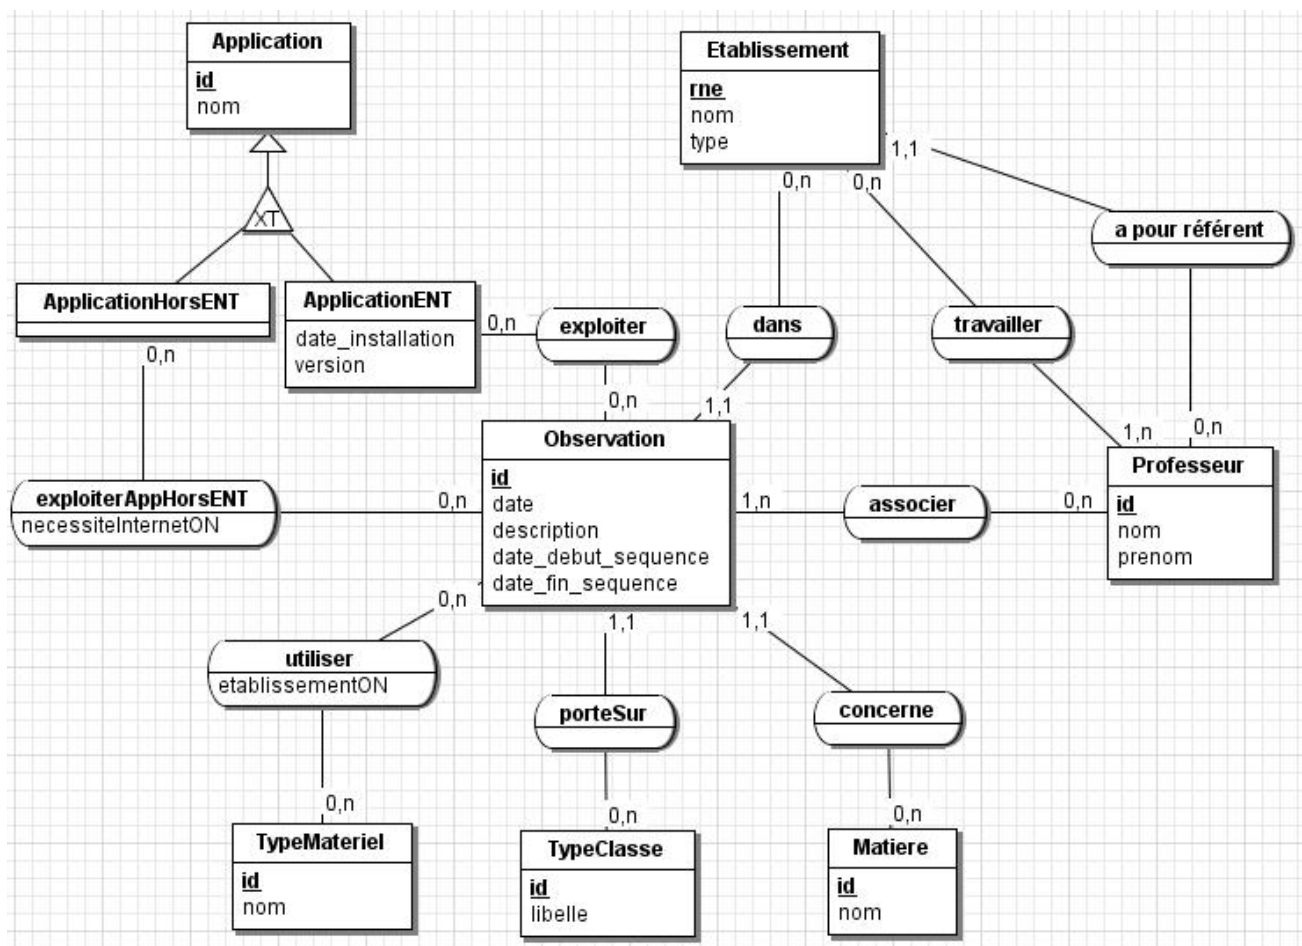 Application
id
nom
Etablissement
rne
nom
type
1,1
0,n
0,n
a pour référent
XT
ApplicationHorsENT
ApplicationENT
date_installation
version
0,n
exploiter
dans
travailler
0,n
0,n
1,1
1,n
0,n
Observation
id
date
description
date_debut_sequence
date_fin_sequence
Professeur
id
nom
prenom
exploiterAppHorsENT
necessiteInternetON
0,n
1,n
associer
0,n
0,n
1,1
1,1
utiliser
etablissementON
porteSur
concerne
0,n
0,n
0,n
TypeMateriel
id
nom
TypeClasse
id
libelle
Matiere
id
nom